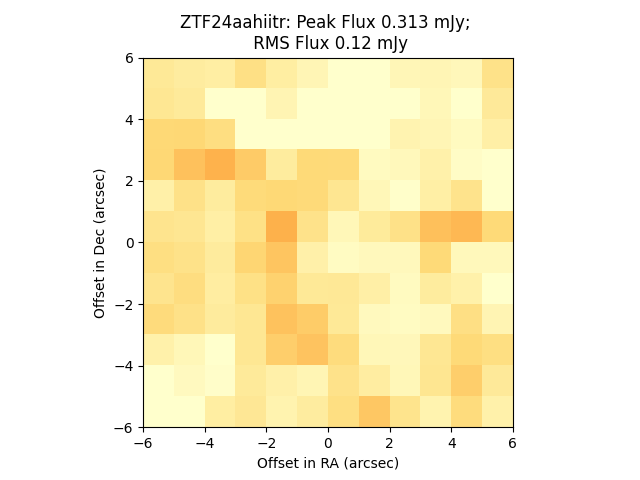 ZTF24aahiitr: Peak Flux 0.313 mJy;
RMS Flux 0.12 mJy
6
4
2
0
−2
−4
−6
Offset in Dec (arcsec)
−6 −4 −2 0 2 4 6
Offset in RA (arcsec)